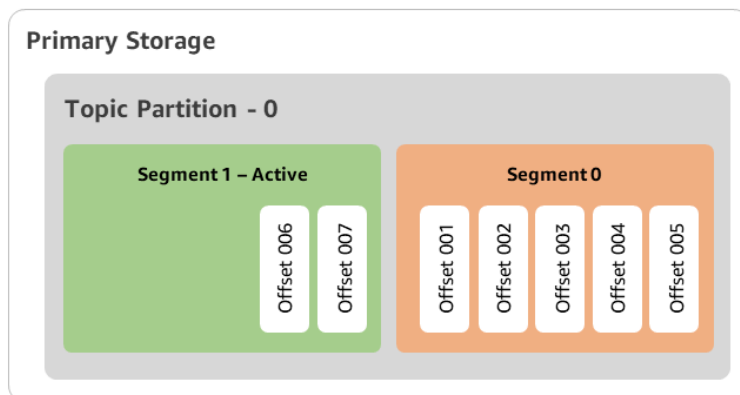 Primary Storage
Topic Partition - 0
Segment 1 – Active
Offset 006
Offset 007
Segment 0
Offset 001
Offset 002
Offset 003
Offset 004
Offset 005